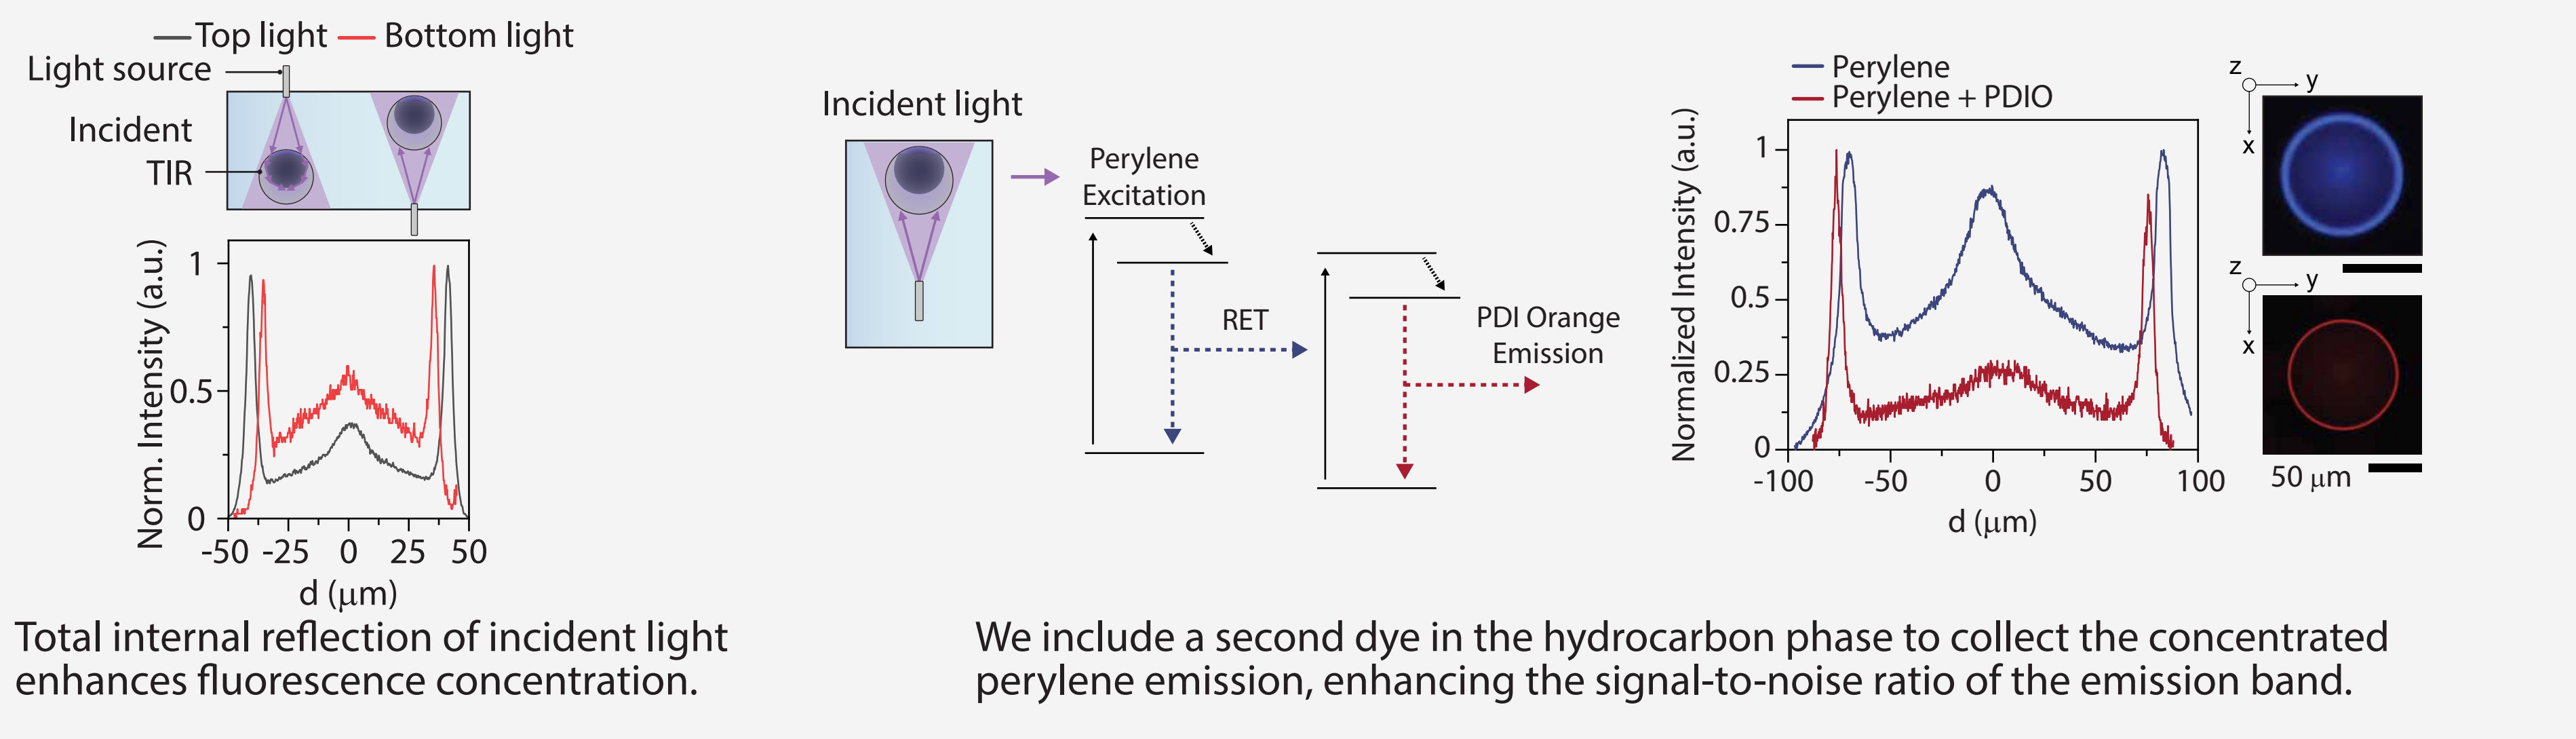 Top light
Bottom light
Light source
Incident
TIR
Norm. Intensity (a.u.)
1
0.5
0
-50 -25 0 25 50
d (μm)
Total internal reflection of incident light
enhances fluorescence concentration.
Incident light
Perylene
Excitation
RET
PDI Orange
Emission
Perylene
Perylene + PDIO
Normalized Intensity (a.u.)
1
0.75
0.5
0.25
0
-100 -50 0 50 100
d (μm)
z
y
x
z
y
x
50 μm
We include a second dye in the hydrocarbon phase to collect the concentrated
perylene emission, enhancing the signal-to-noise ratio of the emission band.